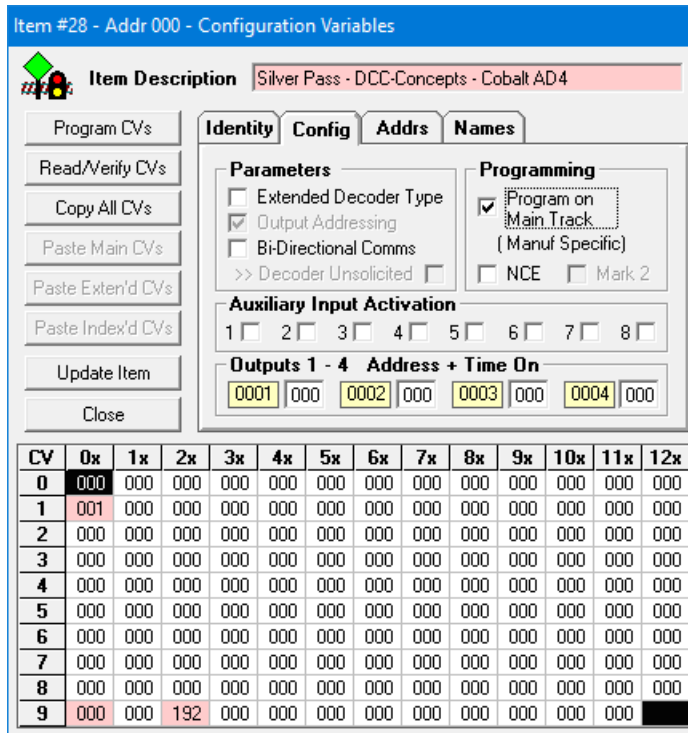 Item #28 - Addr 000 - Configuration Variables
Item Description Silver Pass - DCC-Concepts - Cobalt AD4
Program CVs
Read/Verify CVs
Copy All CVs
Paste Main CVs
Paste Exten'd CVs
Paste Index'd CVs
Update Item
Close
Identity Config Addrs Names
Parameters
Extended Decoder Type
Output Addressing
Bi-Directional Comms
>> Decoder Unsolicited
Programming
Program on
Main Track
( Manuf Specific)
NCE Mark 2
Auxiliary Input Activation
1 2 3 4 5 6 7 8
Outputs 1 - 4 Address + Time On
0001 000 0002 000 0003 000 0004 000
CV 0x 1x 2x 3x 4x 5x 6x 7x 8x 9x 10x 11x 12x
0 000 000 000 000 000 000 000 000 000 000 000 000 000
1 001 000 000 000 000 000 000 000 000 000 000 000 000
2 000 000 000 000 000 000 000 000 000 000 000 000 000
3 000 000 000 000 000 000 000 000 000 000 000 000 000
4 000 000 000 000 000 000 000 000 000 000 000 000 000
5 000 000 000 000 000 000 000 000 000 000 000 000 000
6 000 000 000 000 000 000 000 000 000 000 000 000 000
7 000 000 000 000 000 000 000 000 000 000 000 000 000
8 000 000 000 000 000 000 000 000 000 000 000 000 000
9 000 000 192 000 000 000 000 000 000 000 000 000